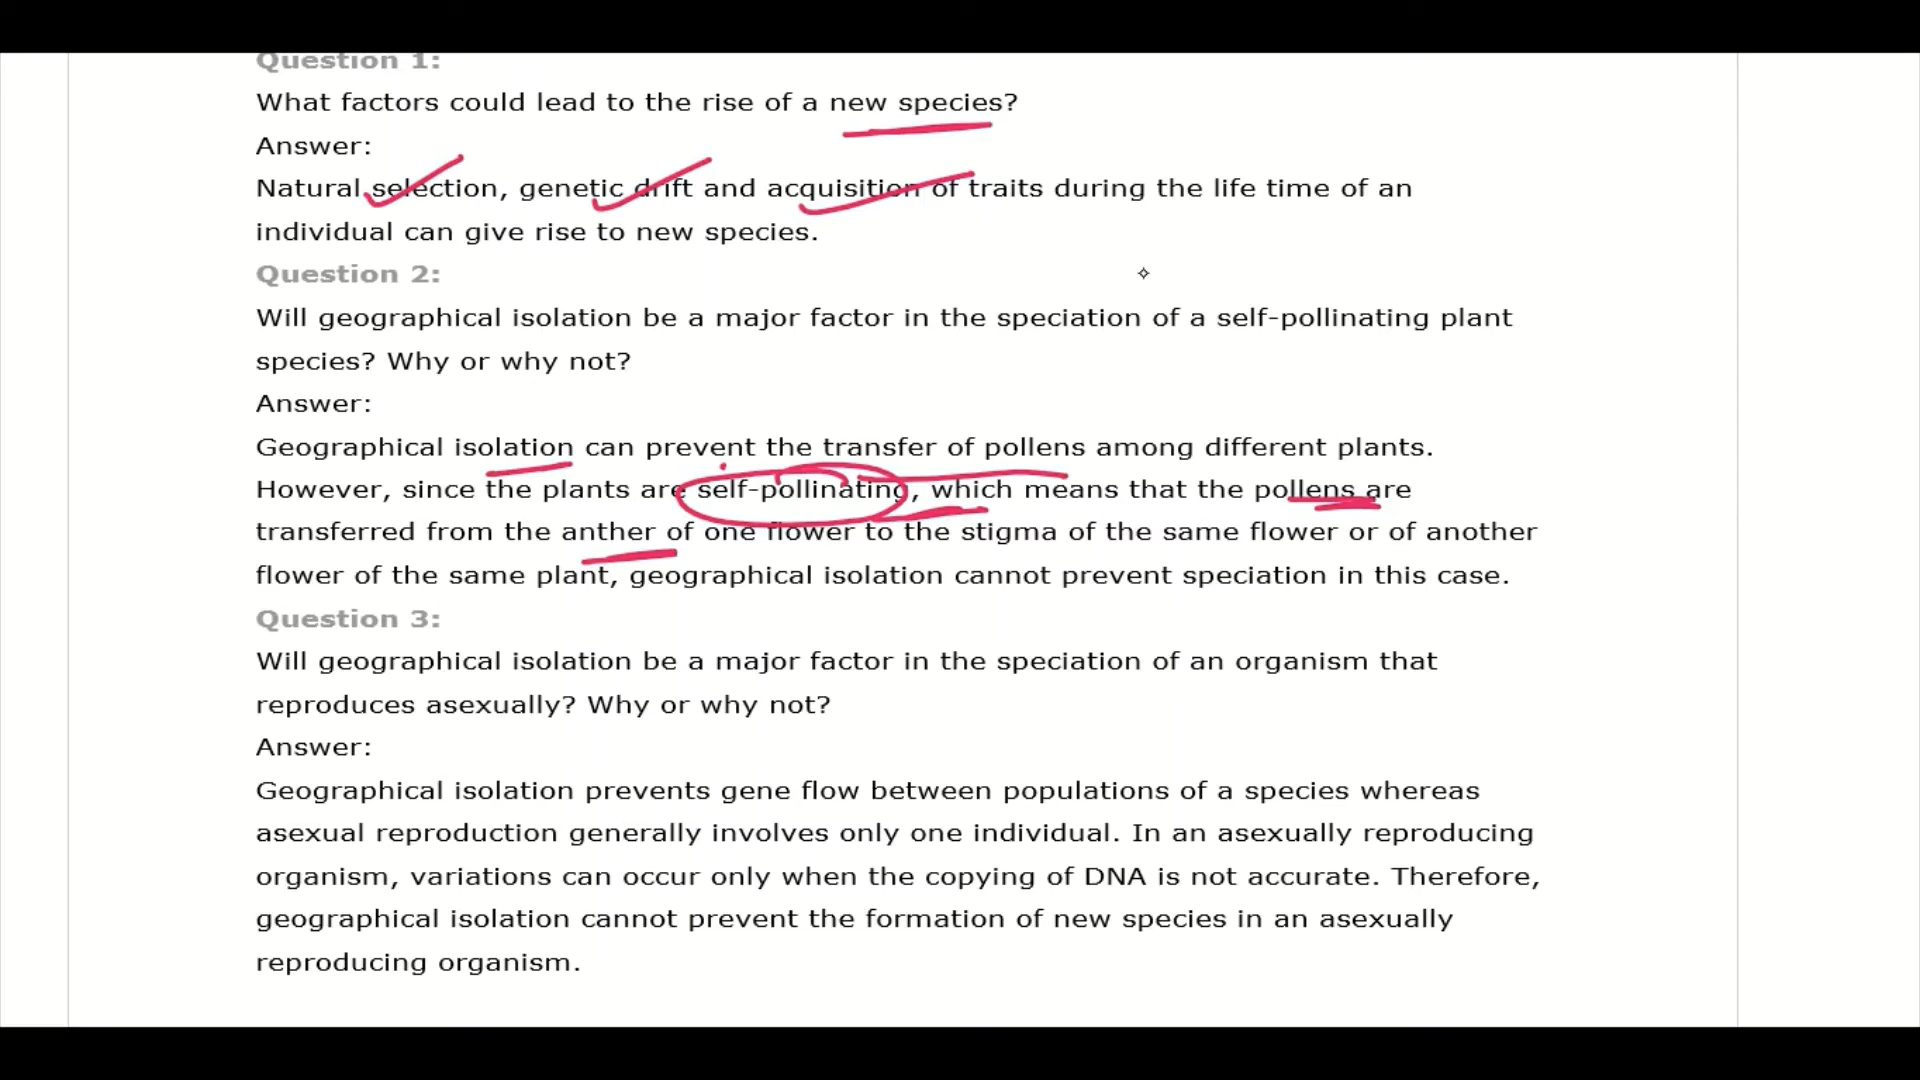 Question 1:
What factors could lead to the rise of a new species?
Answer:
Natural selection, genetic drift and acquisition of traits during the life time of an
individual can give rise to new species.
Question 2:
Will geographical isolation be a major factor in the speciation of a self-pollinating plant
species? Why or why not?
Answer:
Geographical isolation can prevent the transfer of pollens among different plants.
However, since the plants are self-pollinating, which means that the pollens are
transferred from the anther of one flower to the stigma of the same flower or of another
flower of the same plant, geographical isolation cannot prevent speciation in this case.
Question 3:
Will geographical isolation be a major factor in the speciation of an organism that
reproduces asexually? Why or why not?
Answer:
Geographical isolation prevents gene flow between populations of a species whereas
asexual reproduction generally involves only one individual. In an asexually reproducing
organism, variations can occur only when the copying of DNA is not accurate. Therefore,
geographical isolation cannot prevent the formation of new species in an asexually
reproducing organism.